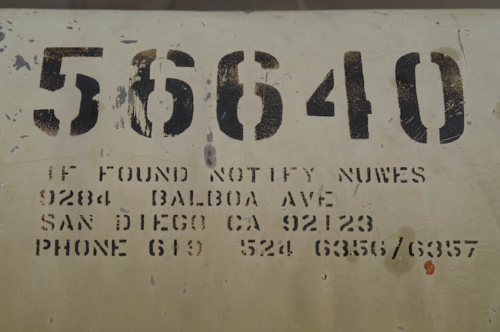 56640
IF FOUND NOTIFY NUWES
9284 BALBOA AVE
SAN DIEGO CA 92123
PHONE 619 524 6356/6357